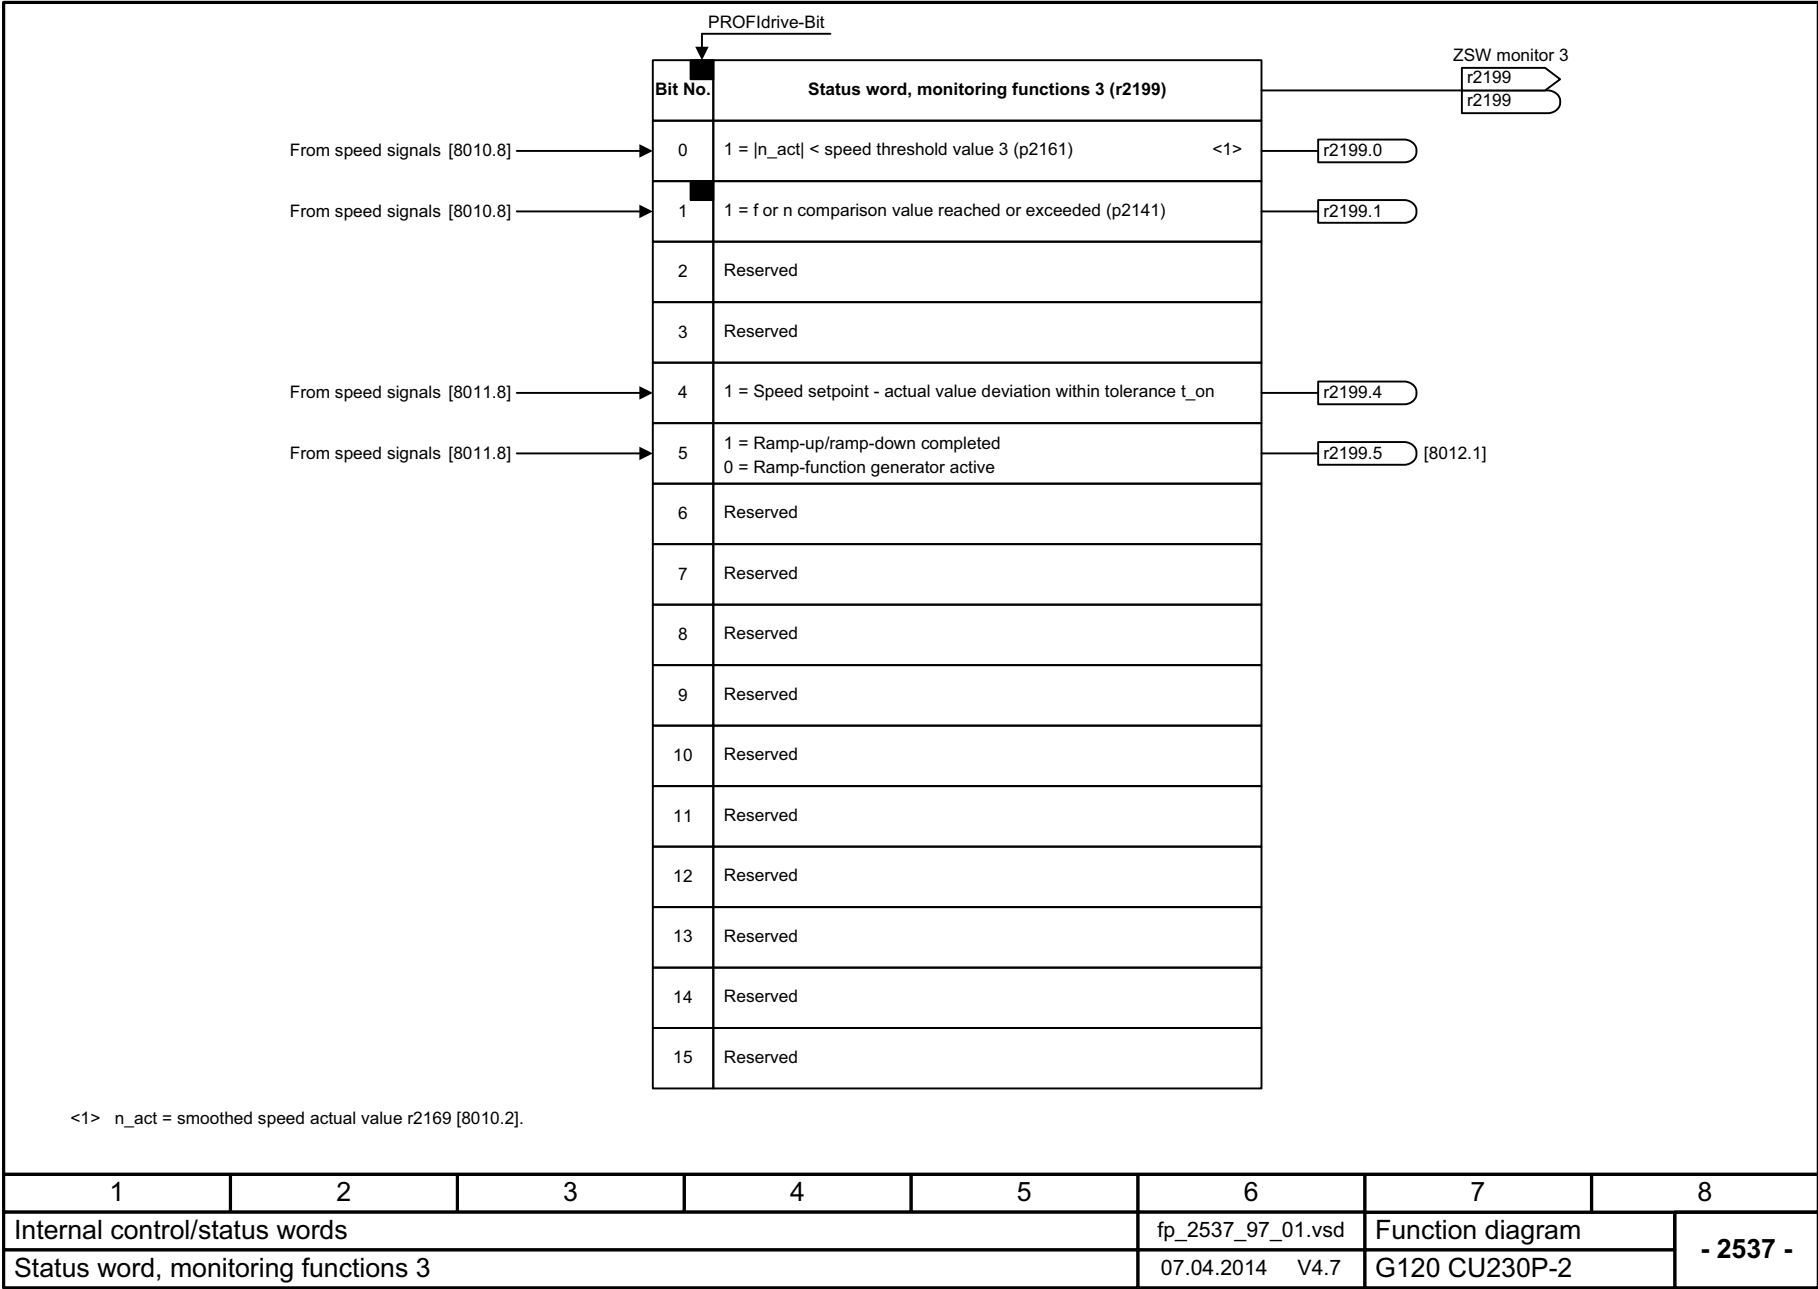 PROFIdrive-Bit
ZSW monitor 3
r2199
r2199
Bit No. Status word, monitoring functions 3 (r2199)
From speed signals [8010.8] 0 1 = |n_act| < speed threshold value 3 (p2161) <1> r2199.0
From speed signals [8010.8] 1 1 = f or n comparison value reached or exceeded (p2141) r2199.1
2 Reserved
3 Reserved
From speed signals [8011.8] 4 1 = Speed setpoint - actual value deviation within tolerance t_on r2199.4
From speed signals [8011.8] 5 1 = Ramp-up/ramp-down completed r2199.5 [8012.1]
0 = Ramp-function generator active
6 Reserved
7 Reserved
8 Reserved
9 Reserved
10 Reserved
11 Reserved
12 Reserved
13 Reserved
14 Reserved
15 Reserved
<1> n_act = smoothed speed actual value r2169 [8010.2].
1 2 3 4 5 6 7 8
Internal control/status words fp_2537_97_01.vsd Function diagram - 2537 -
Status word, monitoring functions 3 07.04.2014 V4.7 G120 CU230P-2